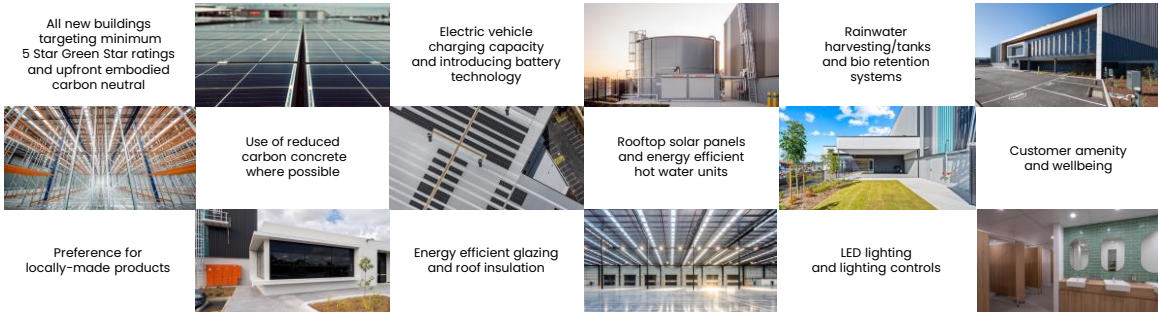 All new buildings
targeting minimum
5 Star Green Star ratings
and upfront embodied
carbon neutral
Electric vehicle
charging capacity
and introducing battery
technology
Rainwater
harvesting/tanks
and bio retention
systems
Use of reduced
carbon concrete
where possible
Rooftop solar panels
and energy efficient
hot water units
Customer amenity
and wellbeing
Preference for
locally-made products
Energy efficient glazing
and roof insulation
LED lighting
and lighting controls